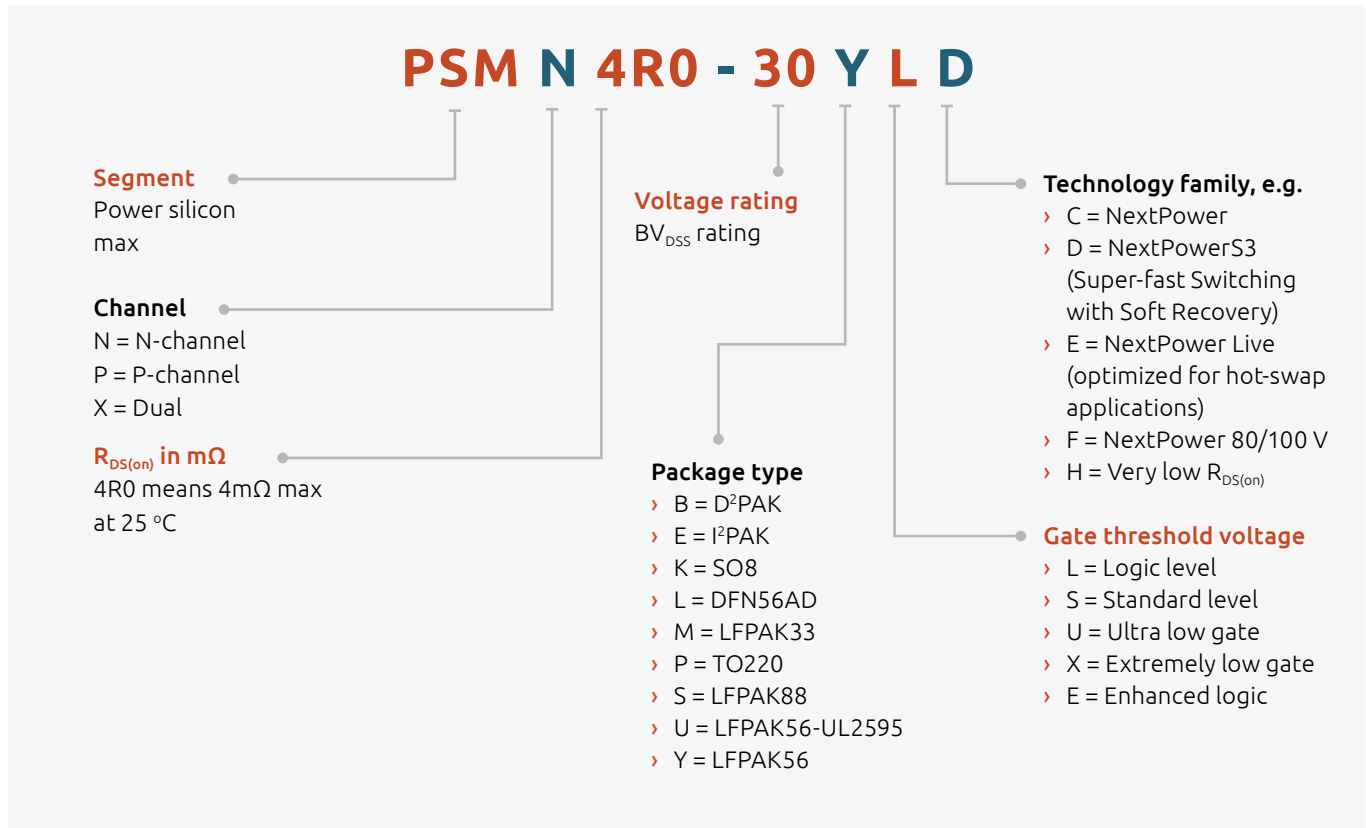 PSM N 4R0 - 30 Y L D
Segment
Power silicon
max
Channel
N = N-channel
P = P-channel
X = Dual
R_DS(on) in mΩ
4R0 means 4mΩ max
at 25 °C
Voltage rating
BV_DSS rating
Package type
› B = D²PAK
› E = I²PAK
› K = SO8
› L = DFN56AD
› M = LFPAK33
› P = TO220
› S = LFPAK88
› U = LFPAK56-UL2595
› Y = LFPAK56
Technology family, e.g.
› C = NextPower
› D = NextPowerS3
(Super-fast Switching
with Soft Recovery)
› E = NextPower Live
(optimized for hot-swap
applications)
› F = NextPower 80/100 V
› H = Very low R_DS(on)
Gate threshold voltage
› L = Logic level
› S = Standard level
› U = Ultra low gate
› X = Extremely low gate
› E = Enhanced logic